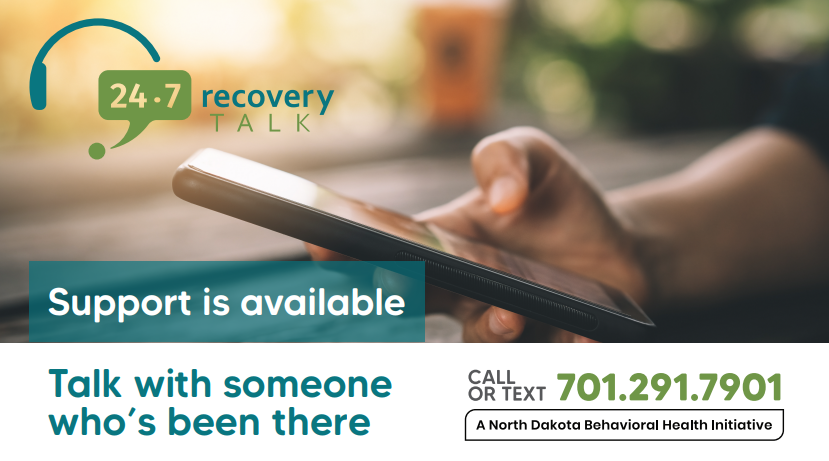 24·7 recovery
TALK
Support is available
Talk with someone
who's been there
CALL
OR TEXT 701.291.7901
A North Dakota Behavioral Health Initiative